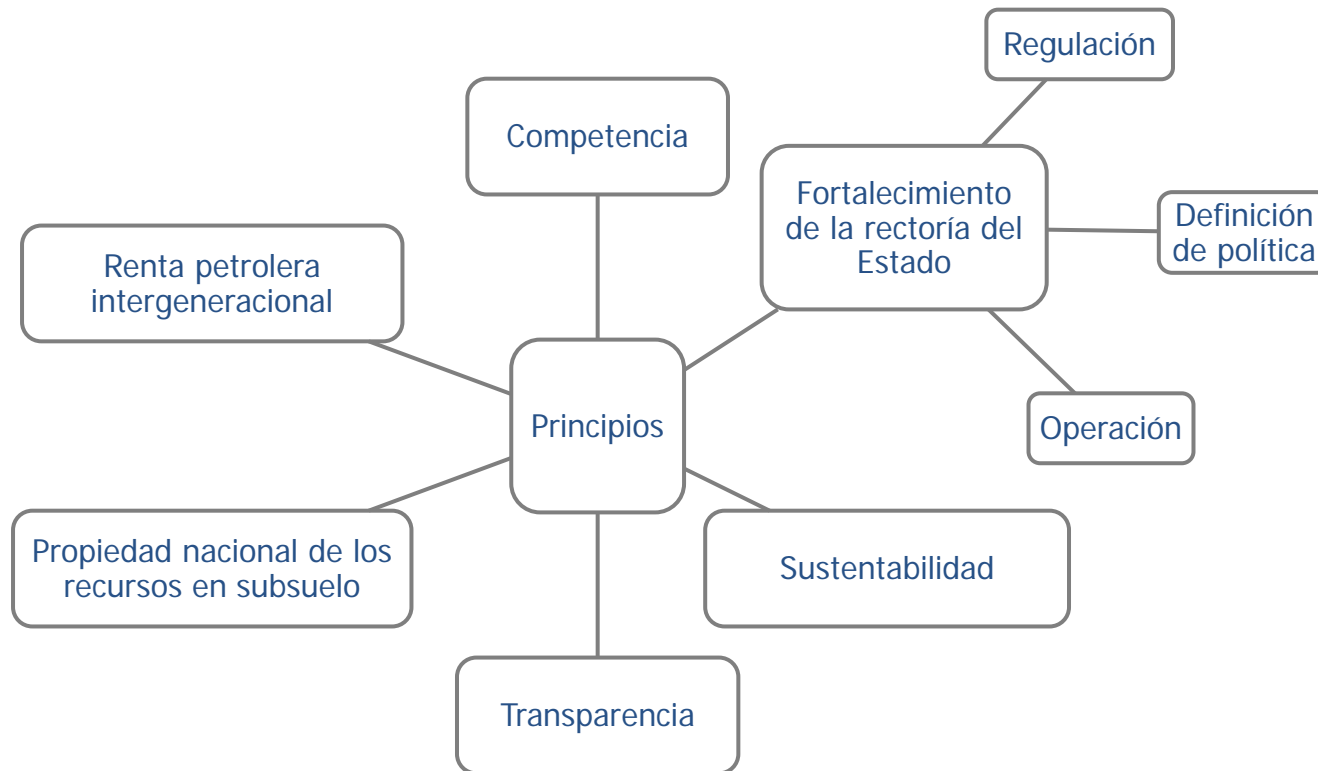 Regulación
Competencia
Fortalecimiento
de la rectoría del
Estado
Definición
de política
Renta petrolera
intergeneracional
Principios
Operación
Propiedad nacional de los
recursos en subsuelo
Sustentabilidad
Transparencia